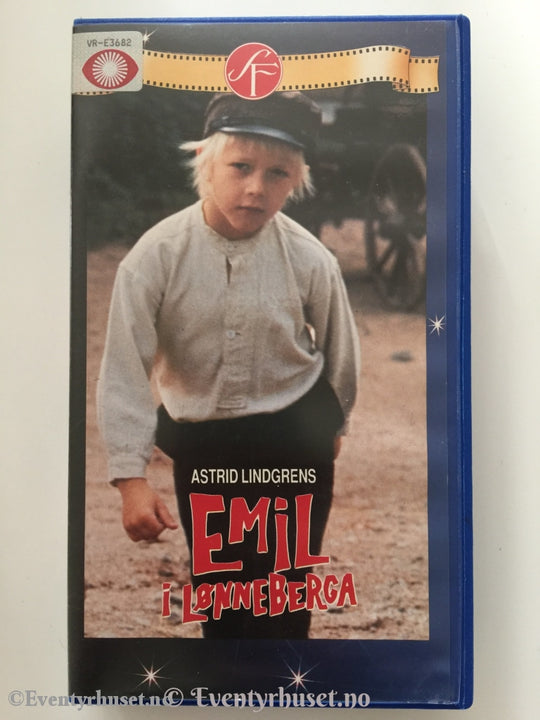 VR-E3682
SF
ASTRID LINDGRENS
EMIL
i LØNNEBERGA
©Eventyrhuset.no © Eventyrhuset.no